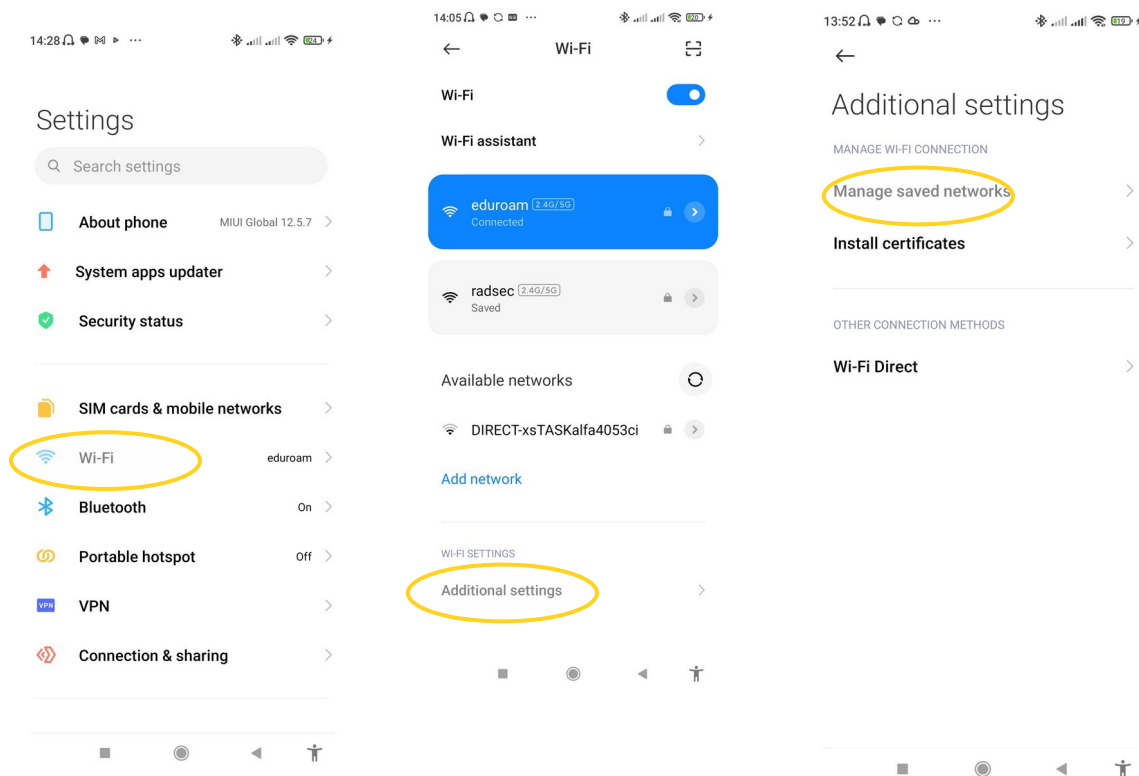 14:28
24
Settings
Search settings
About phone MIUI Global 12.5.7
System apps updater
Security status
SIM cards & mobile networks
Wi-Fi eduroam
Bluetooth On
Portable hotspot Off
VPN VPN
Connection & sharing
14:05
20
Wi-Fi
Wi-Fi
Wi-Fi assistant
eduroam 2.4G/5G
Connected
radsec 2.4G/5G
Saved
Available networks
DIRECT-xsTASKalfa4053ci
Add network
WI-FI SETTINGS
Additional settings
13:52
19
Additional settings
MANAGE WI-FI CONNECTION
Manage saved networks
Install certificates
OTHER CONNECTION METHODS
Wi-Fi Direct